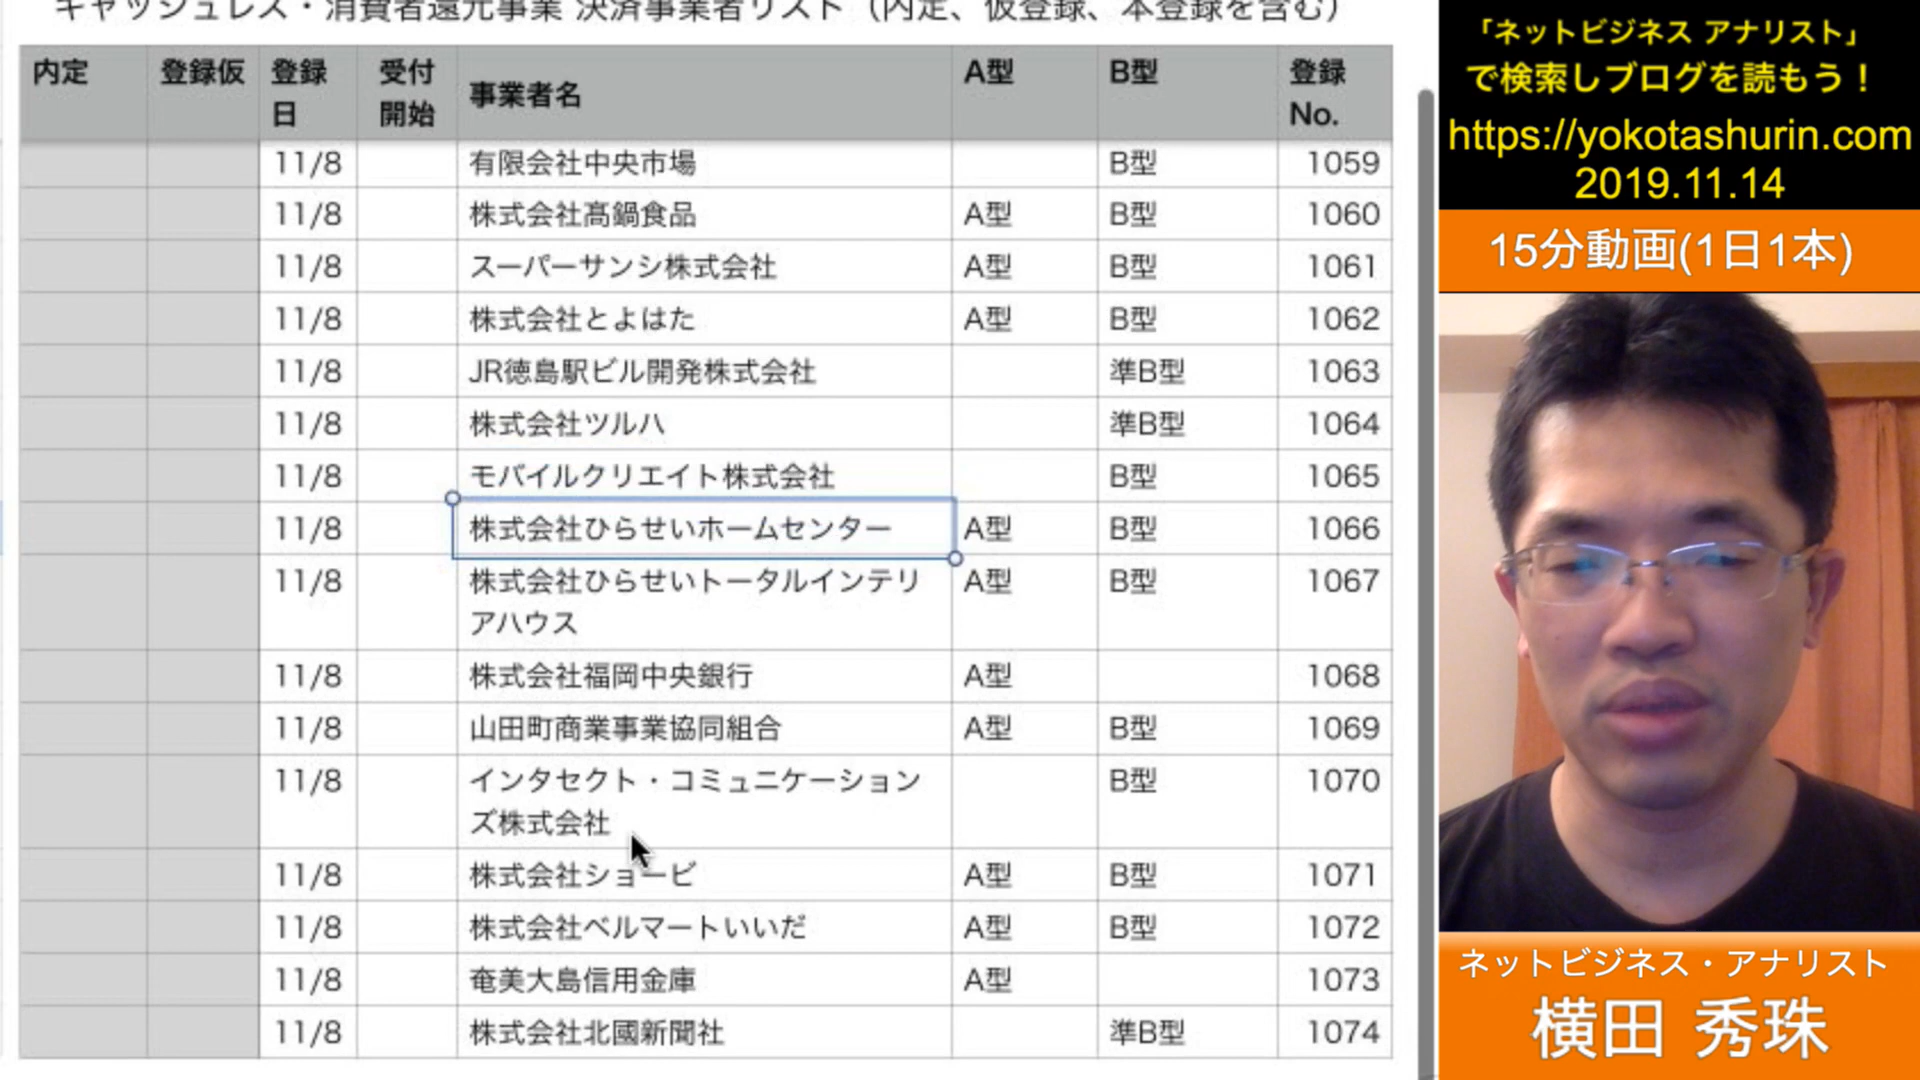 キャッシュレス・消費者還元事業 決済事業者リスト（内定、仮登録、本登録を含む）
内定 登録仮 登録日 受付開始 事業者名 A型 B型 登録No.
11/8 有限会社中央市場 B型 1059
11/8 株式会社髙鍋食品 A型 B型 1060
11/8 スーパーサンシ株式会社 A型 B型 1061
11/8 株式会社とよはた A型 B型 1062
11/8 JR徳島駅ビル開発株式会社 準B型 1063
11/8 株式会社ツルハ 準B型 1064
11/8 モバイルクリエイト株式会社 B型 1065
11/8 株式会社ひらせいホームセンター A型 B型 1066
11/8 株式会社ひらせいトータルインテリ A型 B型 1067
アハウス
11/8 株式会社福岡中央銀行 A型 1068
11/8 山田町商業事業協同組合 A型 B型 1069
11/8 インタセクト・コミュニケーション B型 1070
ズ株式会社
11/8 株式会社ショービ A型 B型 1071
11/8 株式会社ベルマートいいだ A型 B型 1072
11/8 奄美大島信用金庫 A型 1073
11/8 株式会社北國新聞社 準B型 1074
「ネットビジネス アナリスト」
で検索しブログを読もう！
https://yokotashurin.com
2019.11.14
15分動画(1日1本)
ネットビジネス・アナリスト
横田 秀珠